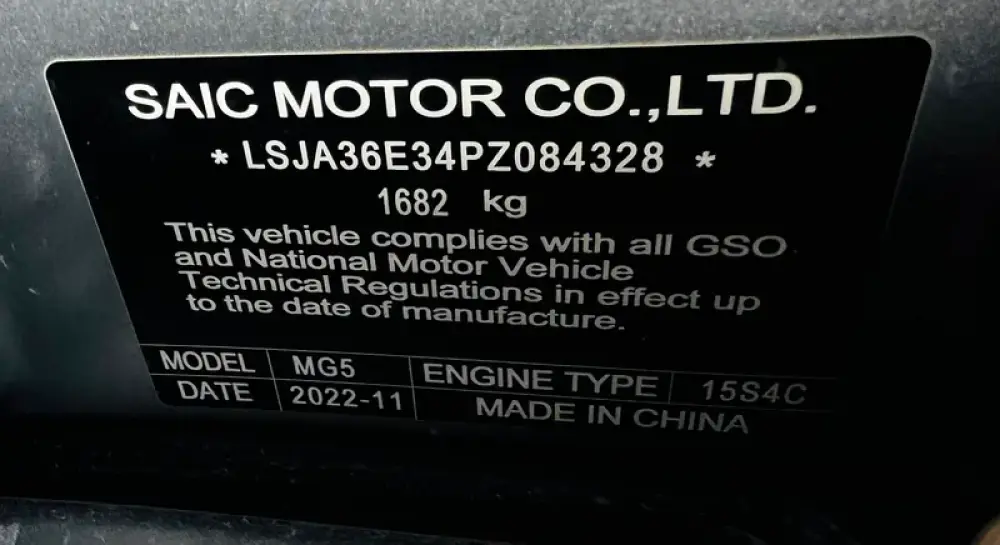 SAIC MOTOR CO.,LTD.
* LSJA36E34PZ084328 *
1682 kg
This vehicle complies with all GSO
and National Motor Vehicle
Technical Regulations in effect up
to the date of manufacture.
MODEL MG5 ENGINE TYPE 15S4C
DATE 2022-11 MADE IN CHINA